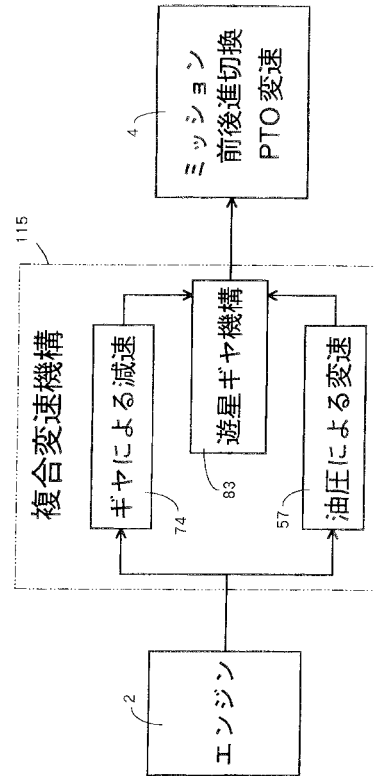 複合変速機構
115
エンジン
2
ギヤによる減速
74
遊星ギヤ機構
83
油圧による変速
57
ミッション
前後進切換
PTO変速
4